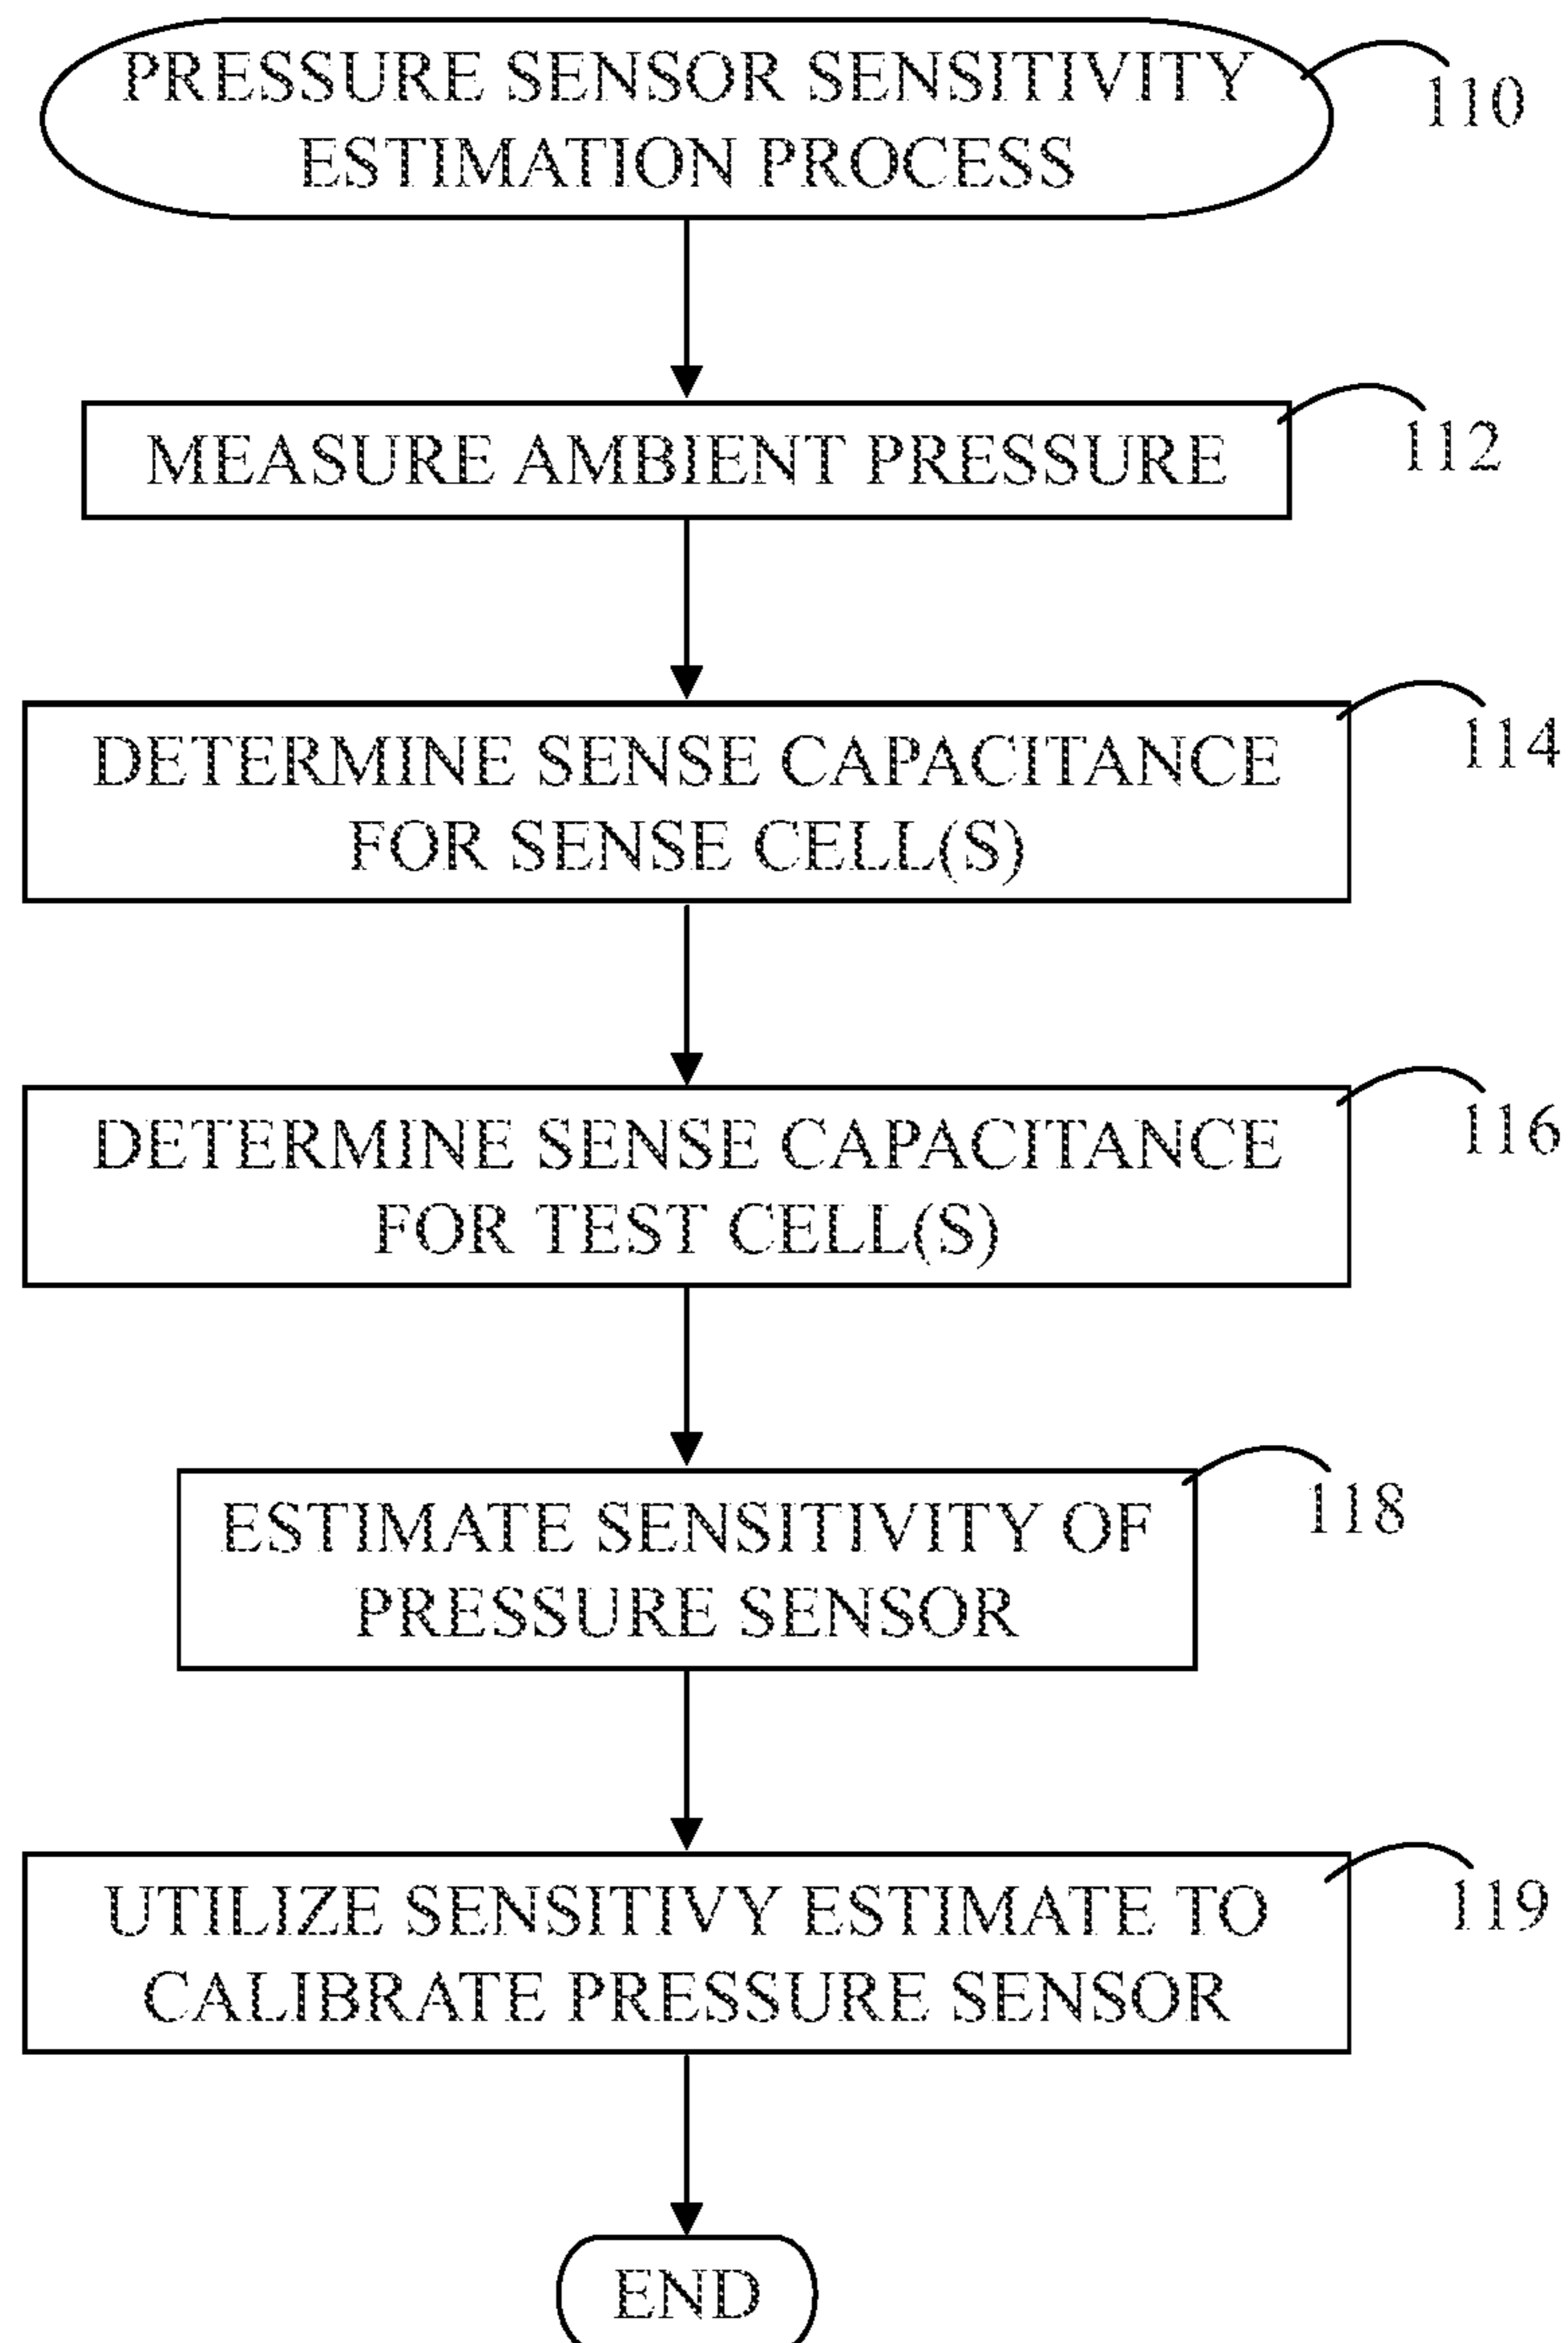 PRESSURE SENSOR SENSITIVITY
ESTIMATION PROCESS
110
MEASURE AMBIENT PRESSURE
112
DETERMINE SENSE CAPACITANCE
FOR SENSE CELL(S)
114
DETERMINE SENSE CAPACITANCE
FOR TEST CELL(S)
116
ESTIMATE SENSITIVITY OF
PRESSURE SENSOR
118
UTILIZE SENSITIVY ESTIMATE TO
CALIBRATE PRESSURE SENSOR
119
END